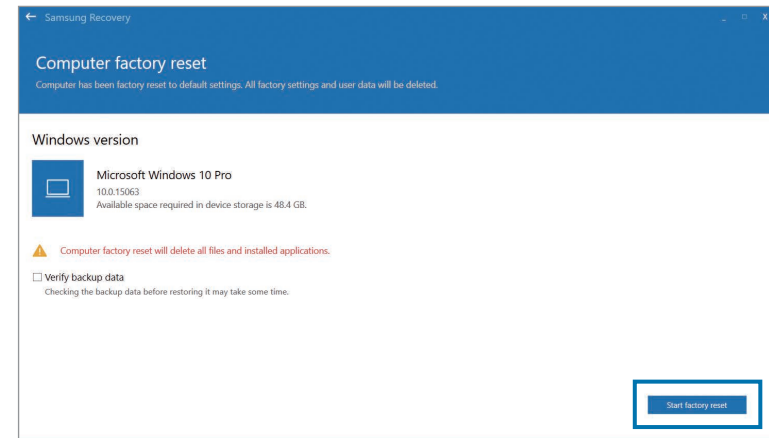 Samsung Recovery
Computer factory reset
Computer has been factory reset to default settings. All factory settings and user data will be deleted.
Windows version
Microsoft Windows 10 Pro
10.0.15063
Available space required in device storage is 48.4 GB.
Computer factory reset will delete all files and installed applications.
Verify backup data
Checking the backup data before restoring it may take some time.
Start factory reset